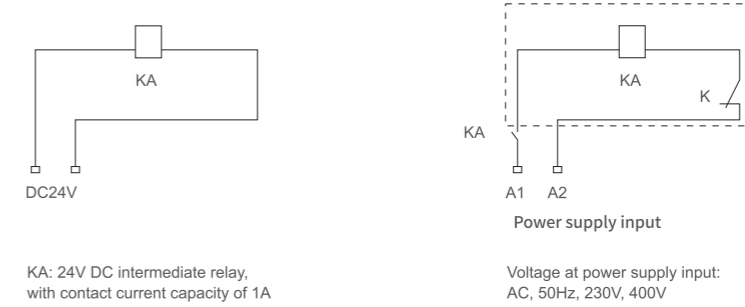 KA
DC24V
KA: 24V DC intermediate relay,
with contact current capacity of 1A
KA
K
KA
A1 A2
Power supply input
Voltage at power supply input:
AC, 50Hz, 230V, 400V